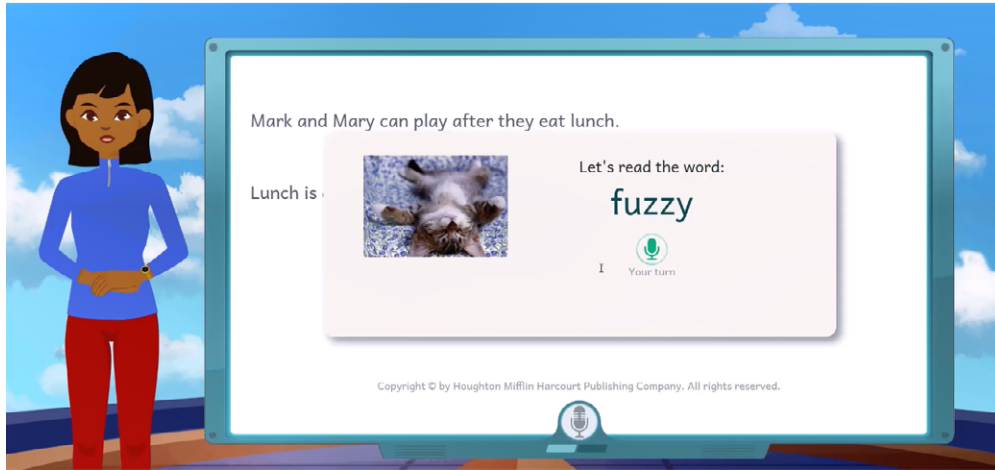 Mark and Mary can play after they eat lunch.
Lunch is
Let's read the word:
fuzzy
Your turn
Copyright © by Houghton Mifflin Harcourt Publishing Company. All rights reserved.